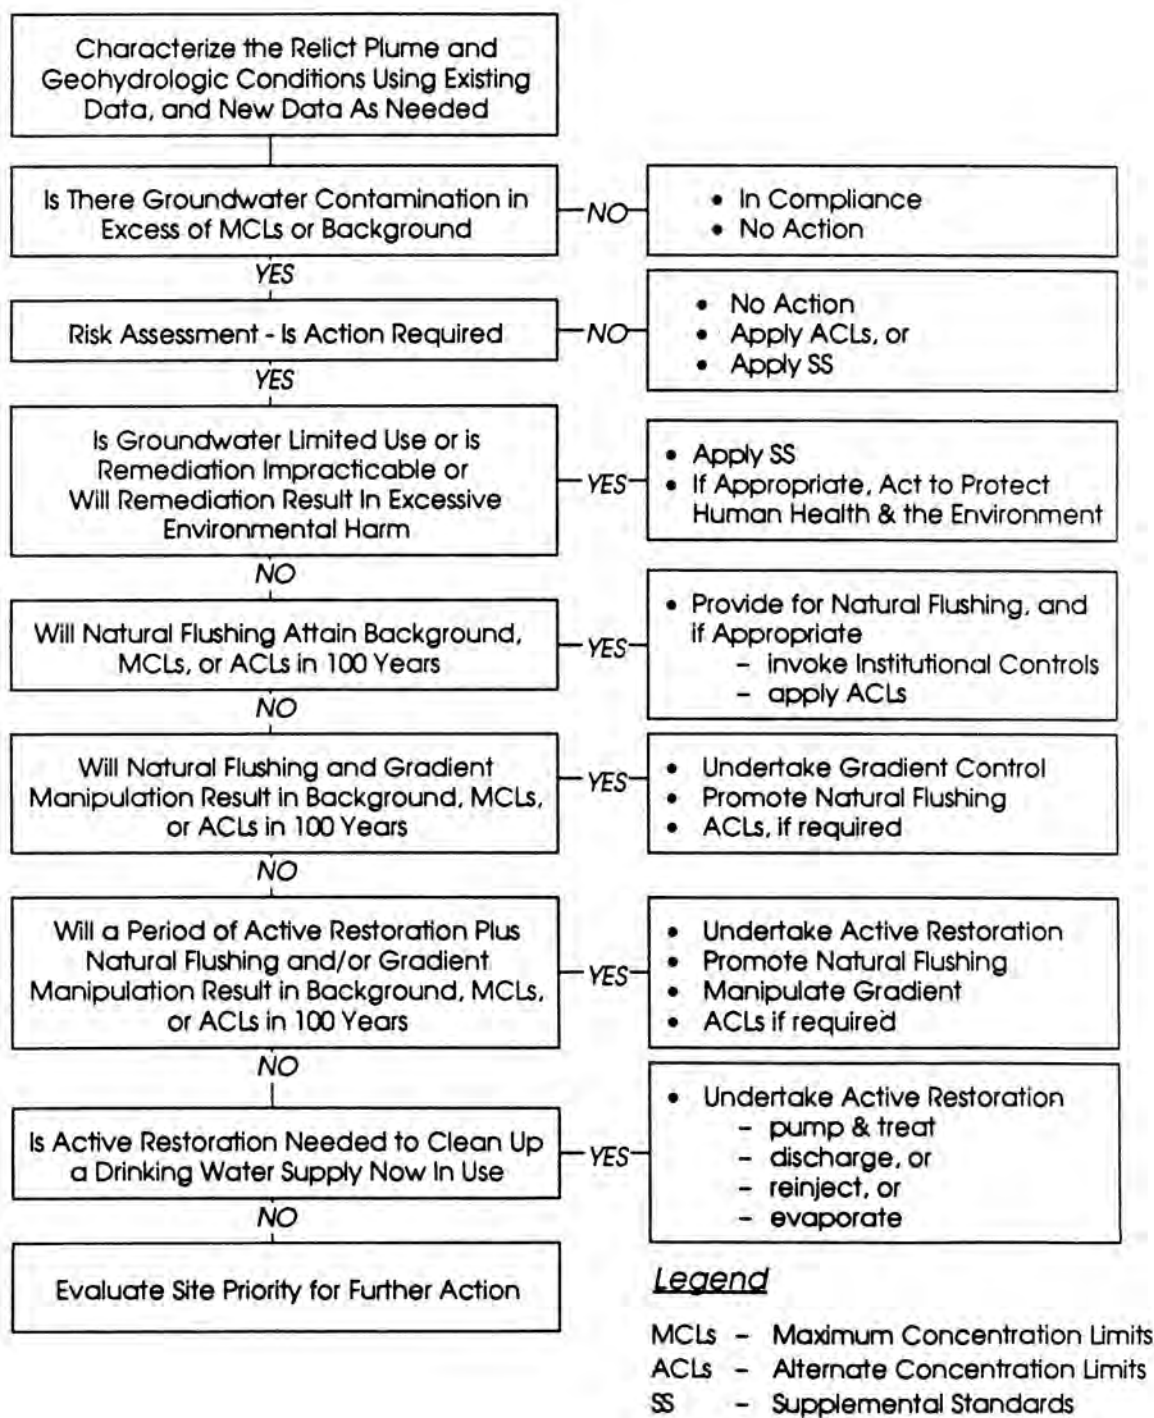 Characterize the Relict Plume and
Geohydrologic Conditions Using Existing
Data, and New Data As Needed
Is There Groundwater Contamination in
Excess of MCLs or Background
NO
• In Compliance
• No Action
YES
Risk Assessment - Is Action Required
NO
• No Action
• Apply ACLs, or
• Apply SS
YES
Is Groundwater Limited Use or is
Remediation Impracticable or
Will Remediation Result In Excessive
Environmental Harm
YES
• Apply SS
• If Appropriate, Act to Protect
Human Health & the Environment
NO
Will Natural Flushing Attain Background,
MCLs, or ACLs in 100 Years
YES
• Provide for Natural Flushing, and
if Appropriate
– invoke Institutional Controls
– apply ACLs
NO
Will Natural Flushing and Gradient
Manipulation Result in Background, MCLs,
or ACLs in 100 Years
YES
• Undertake Gradient Control
• Promote Natural Flushing
• ACLs, if required
NO
Will a Period of Active Restoration Plus
Natural Flushing and/or Gradient
Manipulation Result in Background, MCLs,
or ACLs in 100 Years
YES
• Undertake Active Restoration
• Promote Natural Flushing
• Manipulate Gradient
• ACLs if required
NO
Is Active Restoration Needed to Clean Up
a Drinking Water Supply Now In Use
YES
• Undertake Active Restoration
– pump & treat
– discharge, or
– reinject, or
– evaporate
NO
Evaluate Site Priority for Further Action
Legend
MCLs – Maximum Concentration Limits
ACLs – Alternate Concentration Limits
SS – Supplemental Standards